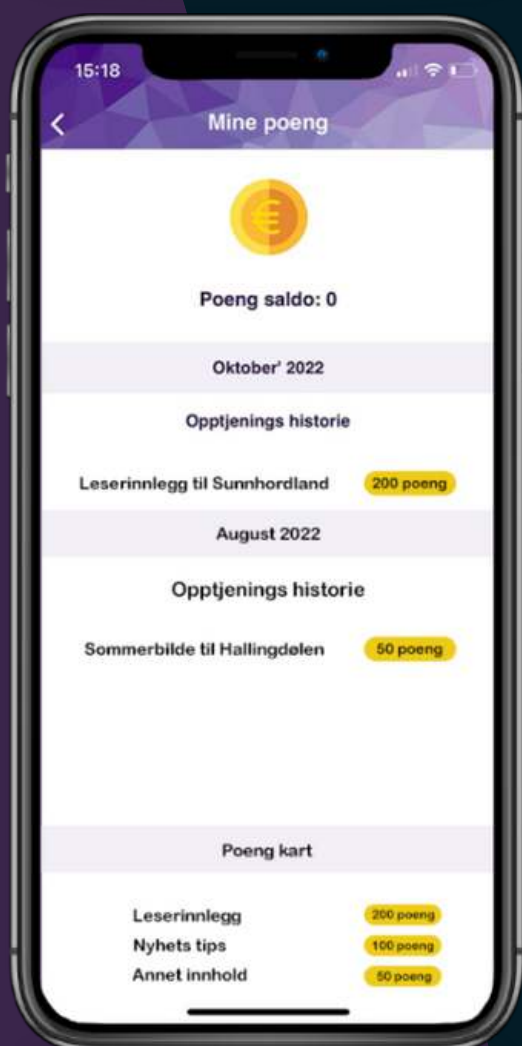 15:18
Mine poeng
€
Poeng saldo: 0
Oktober' 2022
Opptjenings historie
Leserinnlegg til Sunnhordland 200 poeng
August 2022
Opptjenings historie
Sommerbilde til Hallingdølen 50 poeng
Poeng kart
Leserinnlegg 200 poeng
Nyhets tips 100 poeng
Annet innhold 50 poeng